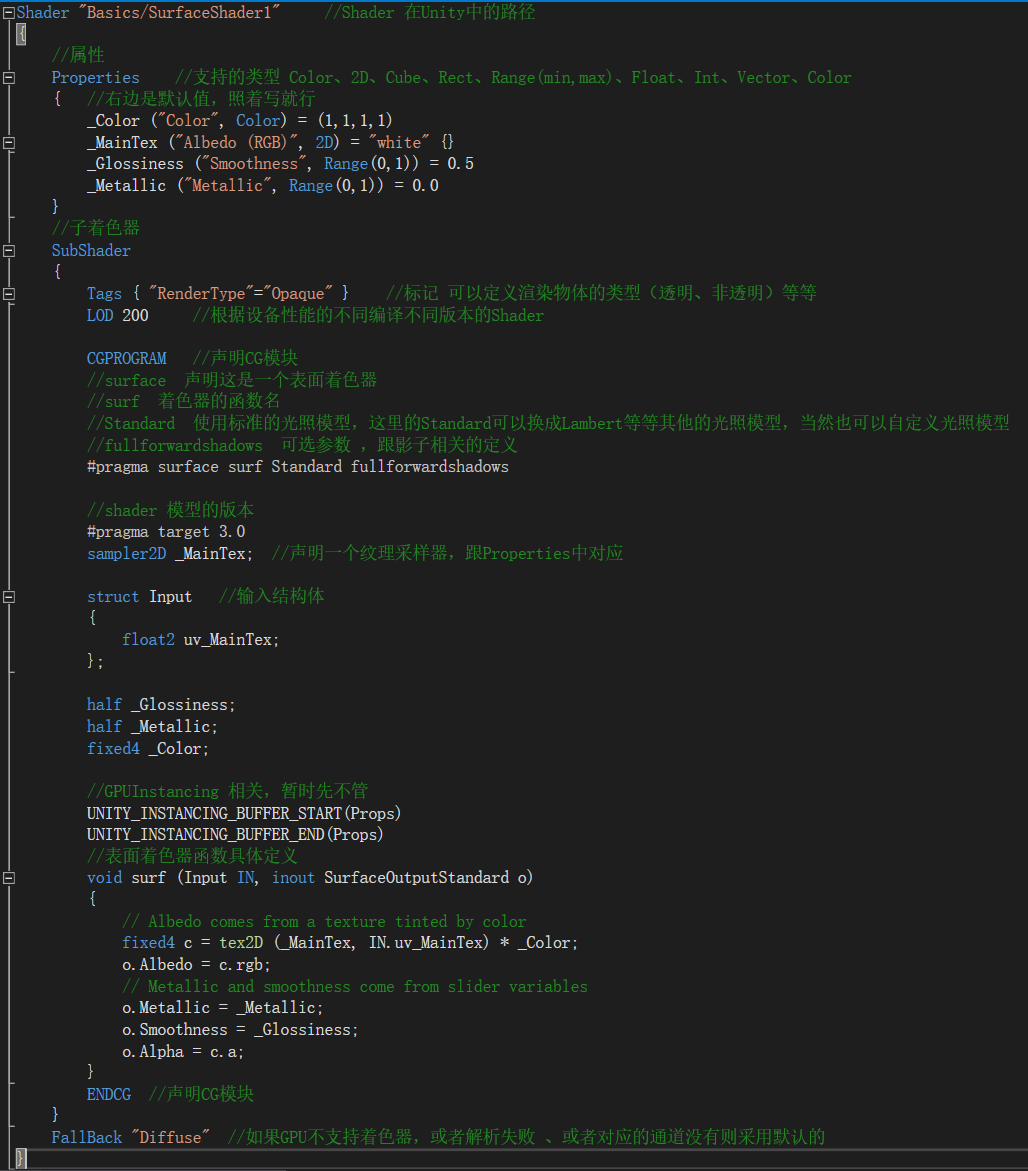 Shader "Basics/SurfaceShader1"     //Shader 在Unity中的路径
{
    //属性
    Properties    //支持的类型 Color、2D、Cube、Rect、Range(min,max)、Float、Int、Vector、Color
    {   //右边是默认值，照着写就行
        _Color ("Color", Color) = (1,1,1,1)
        _MainTex ("Albedo (RGB)", 2D) = "white" {}
        _Glossiness ("Smoothness", Range(0,1)) = 0.5
        _Metallic ("Metallic", Range(0,1)) = 0.0
    }
    //子着色器
    SubShader
    {
        Tags { "RenderType"="Opaque" }    //标记 可以定义渲染物体的类型（透明、非透明）等等
        LOD 200     //根据设备性能的不同编译不同版本的Shader
        CGPROGRAM   //声明CG模块
        //surface  声明这是一个表面着色器
        //surf  着色器的函数名
        //Standard  使用标准的光照模型，这里的Standard可以换成Lambert等等其他的光照模型，当然也可以自定义光照模型
        //fullforwardshadows  可选参数 ，跟影子相关的定义
        #pragma surface surf Standard fullforwardshadows
        //shader 模型的版本
        #pragma target 3.0
        sampler2D _MainTex;  //声明一个纹理采样器，跟Properties中对应
        struct Input   //输入结构体
        {
            float2 uv_MainTex;
        };
        half _Glossiness;
        half _Metallic;
        fixed4 _Color;
        //GPUInstancing 相关，暂时先不管
        UNITY_INSTANCING_BUFFER_START(Props)
        UNITY_INSTANCING_BUFFER_END(Props)
        //表面着色器函数具体定义
        void surf (Input IN, inout SurfaceOutputStandard o)
        {
            // Albedo comes from a texture tinted by color
            fixed4 c = tex2D (_MainTex, IN.uv_MainTex) * _Color;
            o.Albedo = c.rgb;
            // Metallic and smoothness come from slider variables
            o.Metallic = _Metallic;
            o.Smoothness = _Glossiness;
            o.Alpha = c.a;
        }
        ENDCG  //声明CG模块
    }
    FallBack "Diffuse"  //如果GPU不支持着色器，或者解析失败 、或者对应的通道没有则采用默认的
}